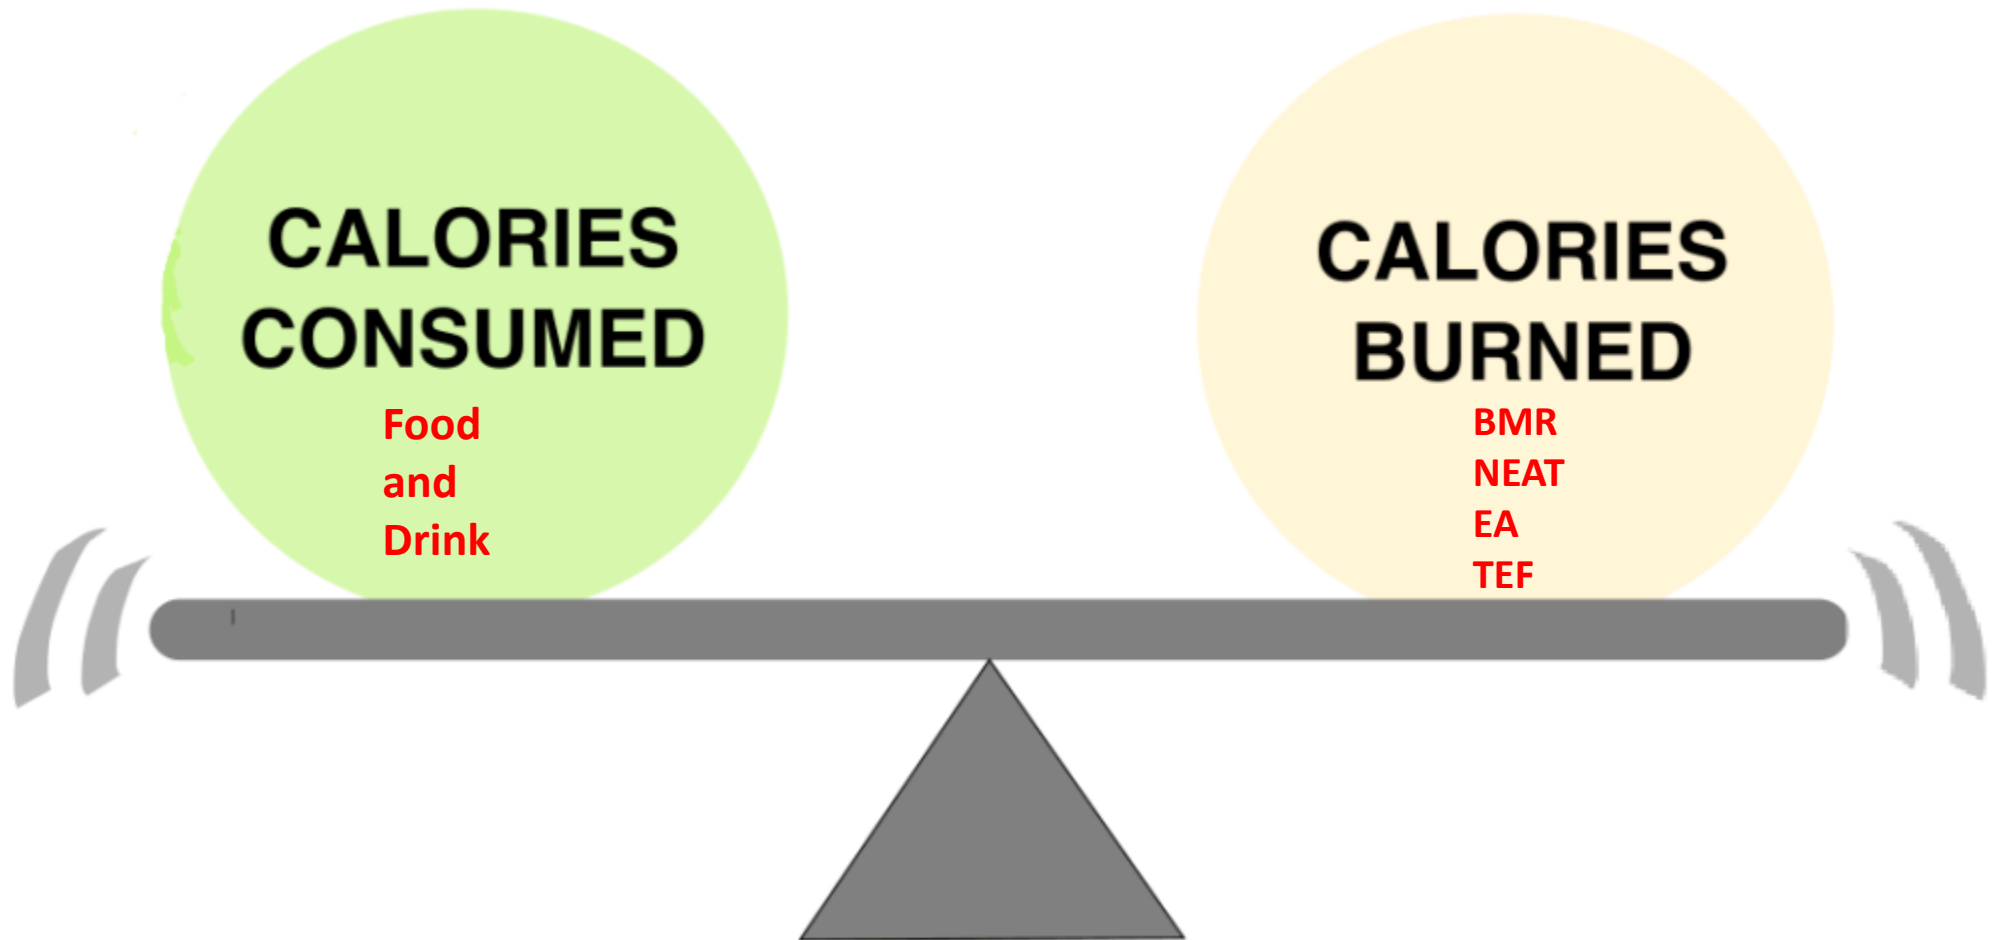 CALORIES
CONSUMED
Food
and
Drink
CALORIES
BURNED
BMR
NEAT
EA
TEF